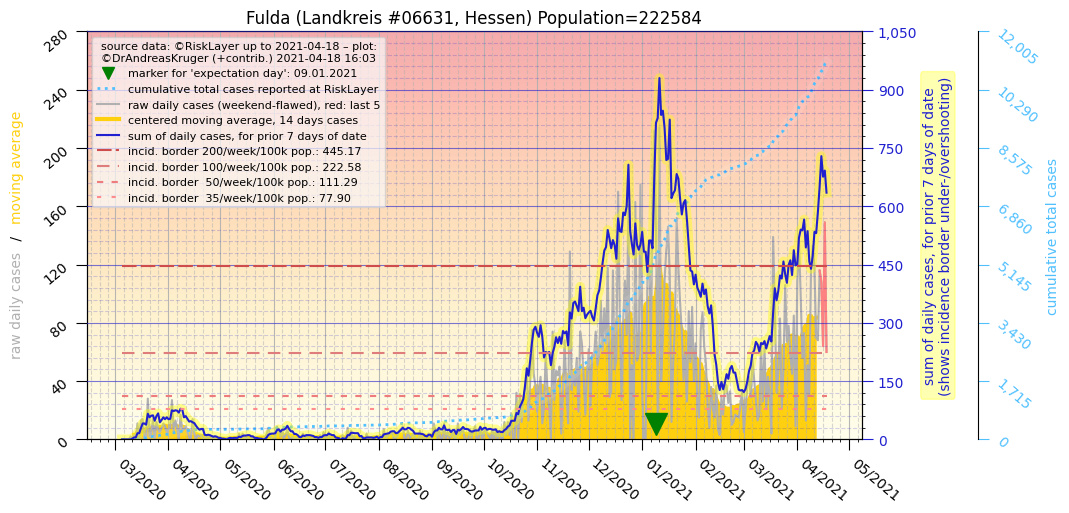 Fulda (Landkreis #06631, Hessen) Population=222584
source data: ©RiskLayer up to 2021-04-18 – plot:
©DrAndreasKruger (+contrib.) 2021-04-18 16:03
marker for 'expectation day': 09.01.2021
cumulative total cases reported at RiskLayer
raw daily cases (weekend-flawed), red: last 5
centered moving average, 14 days cases
sum of daily cases, for prior 7 days of date
incid. border 200/week/100k pop.: 445.17
incid. border 100/week/100k pop.: 222.58
incid. border  50/week/100k pop.: 111.29
incid. border  35/week/100k pop.: 77.90
raw daily cases / moving average
280
240
200
160
120
80
40
0
03/2020
04/2020
05/2020
06/2020
07/2020
08/2020
09/2020
10/2020
11/2020
12/2020
01/2021
02/2021
03/2021
04/2021
05/2021
1,050
900
750
600
450
300
150
0
sum of daily cases, for prior 7 days of date
(shows incidence border under-/overshooting)
12,005
10,290
8,575
6,860
5,145
3,430
1,715
0
cumulative total cases